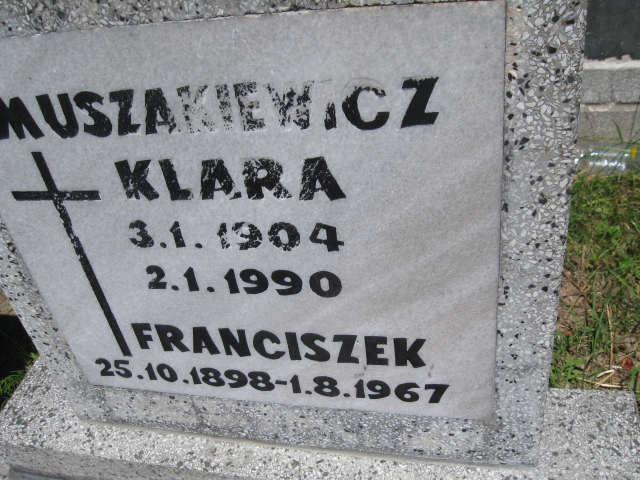 MUSZAKIEWICZ
KLARA
3.1.1904
2.1.1990
FRANCISZEK
25.10.1898-1.8.1967